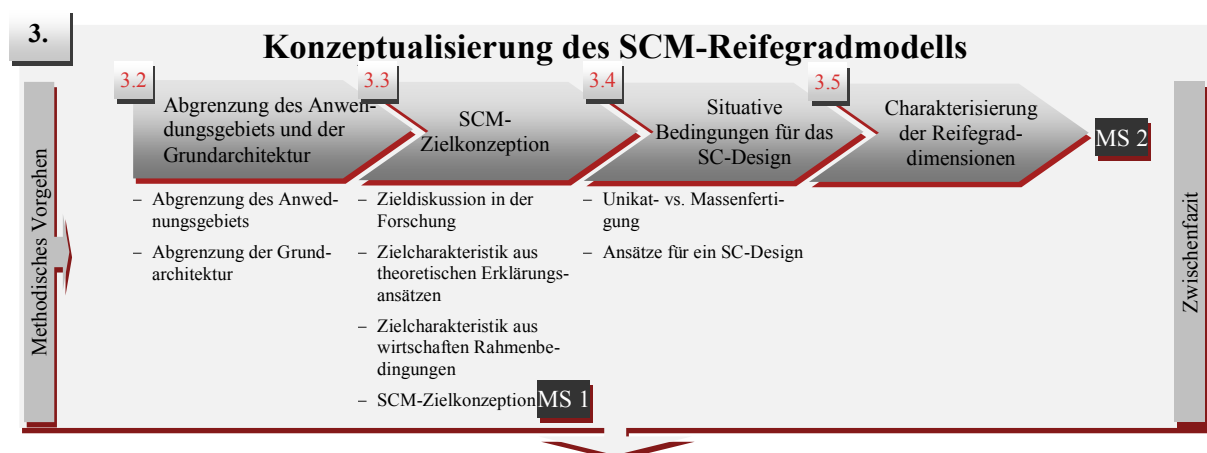 3.
Konzeptualisierung des SCM-Reifegradmodells
Methodisches Vorgehen
3.2
Abgrenzung des Anwen-
dungsgebiets und der
Grundarchitektur
– Abgrenzung des Anwed-
nungsgebiets
– Abgrenzung der Grund-
architektur
3.3
SCM-
Zielkonzeption
– Zieldiskussion in der
Forschung
– Zielcharakteristik aus
theoretischen Erklärungs-
ansätzen
– Zielcharakteristik aus
wirtschaften Rahmenbe-
dingungen
– SCM-Zielkonzeption
MS 1
3.4
Situative
Bedingungen für das
SC-Design
– Unikat- vs. Massenferti-
gung
– Ansätze für ein SC-Design
3.5
Charakterisierung
der Reifegrad-
dimensionen
MS 2
Zwischenfazit